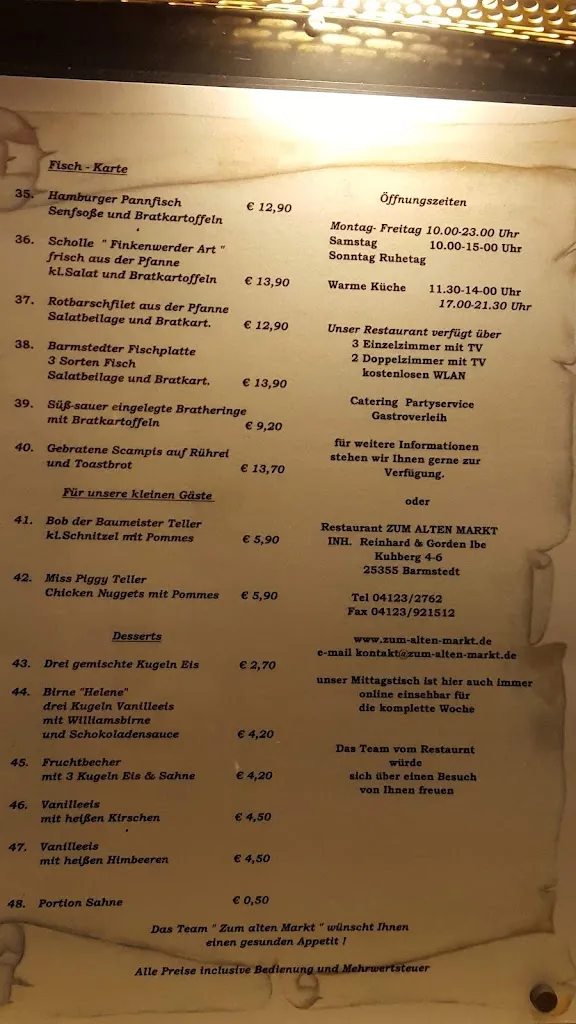 Fisch - Karte
35. Hamburger Pannfisch
Senfsoße und Bratkartoffeln € 12,90
36. Scholle " Finkenwerder Art "
frisch aus der Pfanne
kl.Salat und Bratkartoffeln € 13,90
37. Rotbarschfilet aus der Pfanne
Salatbeilage und Bratkart. € 12,90
38. Barmstedter Fischplatte
3 Sorten Fisch
Salatbeilage und Bratkart. € 13,90
39. Süß-sauer eingelegte Bratheringe
mit Bratkartoffeln € 9,20
40. Gebratene Scampis auf Rührei
und Toastbrot € 13,70
Für unsere kleinen Gäste
41. Bob der Baumeister Teller
kl.Schnitzel mit Pommes € 5,90
42. Miss Piggy Teller
Chicken Nuggets mit Pommes € 5,90
Desserts
43. Drei gemischte Kugeln Eis € 2,70
44. Birne "Helene"
drei Kugeln Vanilleeis
mit Williamsbirne
und Schokoladensauce € 4,20
45. Fruchtbecher
mit 3 Kugeln Eis & Sahne € 4,20
46. Vanilleeis
mit heißen Kirschen € 4,50
47. Vanilleeis
mit heißen Himbeeren € 4,50
48. Portion Sahne € 0,50
Öffnungszeiten
Montag- Freitag 10.00-23.00 Uhr
Samstag 10.00-15-00 Uhr
Sonntag Ruhetag
Warme Küche 11.30-14-00 Uhr
17.00-21.30 Uhr
Unser Restaurant verfügt über
3 Einzelzimmer mit TV
2 Doppelzimmer mit TV
kostenlosen WLAN
Catering Partyservice
Gastroverleih
für weitere Informationen
stehen wir Ihnen gerne zur
Verfügung.
oder
Restaurant ZUM ALTEN MARKT
INH. Reinhard & Gorden Ibe
Kuhberg 4-6
25355 Barmstedt
Tel 04123/2762
Fax 04123/921512
www.zum-alten-markt.de
e-mail kontakt@zum-alten-markt.de
unser Mittagstisch ist hier auch immer
online einsehbar für
die komplette Woche
Das Team vom Restaurnt
würde
sich über einen Besuch
von Ihnen freuen
Das Team " Zum alten Markt " wünscht Ihnen
einen gesunden Appetit !
Alle Preise inclusive Bedienung und Mehrwertsteuer